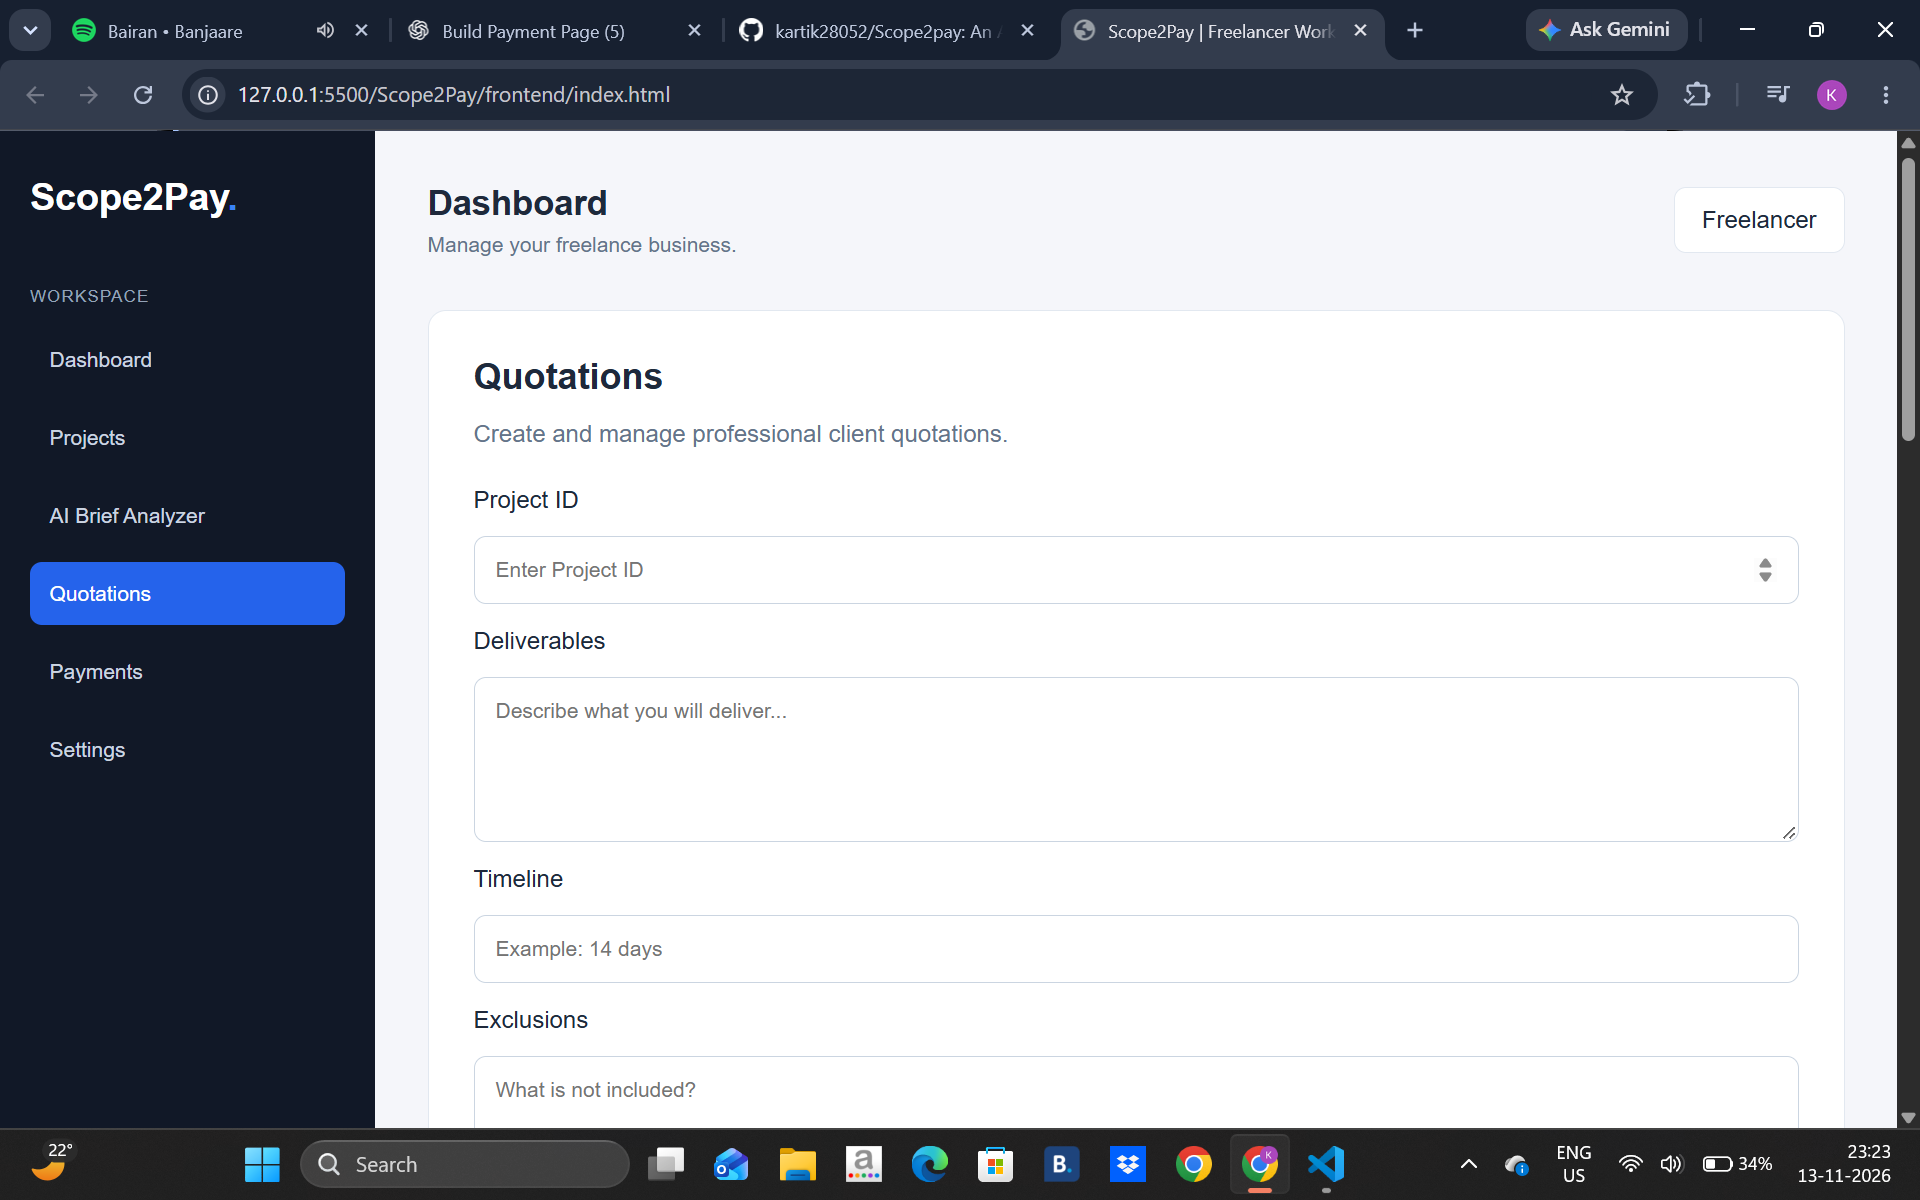 Bairan • Banjaare
Build Payment Page (5)
kartik28052/Scope2pay: An
Scope2Pay | Freelancer Work
Ask Gemini
127.0.0.1:5500/Scope2Pay/frontend/index.html
K
Scope2Pay.
WORKSPACE
Dashboard
Projects
AI Brief Analyzer
Quotations
Payments
Settings
Dashboard
Manage your freelance business.
Freelancer
Quotations
Create and manage professional client quotations.
Project ID
Enter Project ID
Deliverables
Describe what you will deliver...
Timeline
Example: 14 days
Exclusions
What is not included?
22°
Search
a
B.
K
ENG
US
34%
23:23
13-11-2026